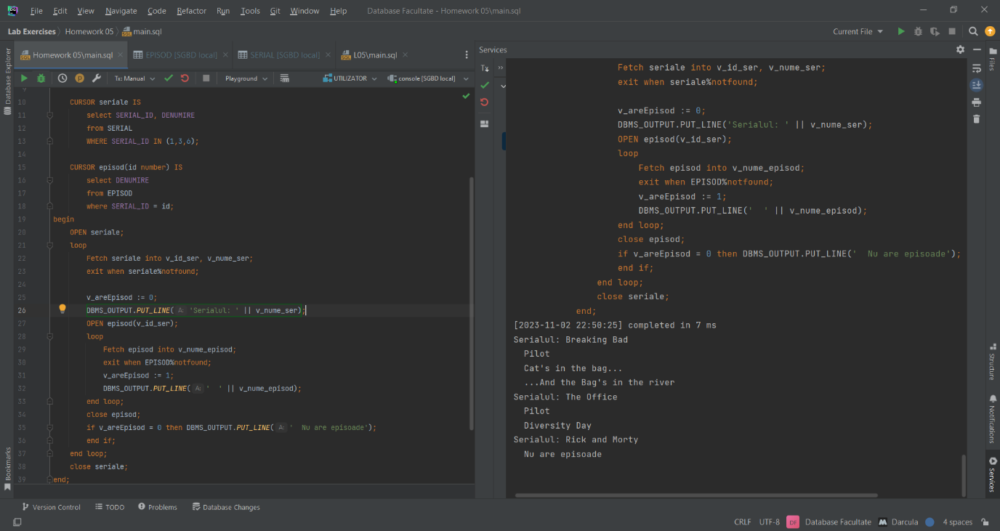 File Edit View Navigate Code Refactor Run Tools Git Window Help Database Facultate - Homework 05\main.sql
Lab Exercises Homework 05 main.sql Current File
Homework 05\main.sql EPISOD [SGBD local] SERIAL [SGBD local] L05\main.sql
Tx: Manual Playground UTILIZATOR console [SGBD local]
Database Explorer
Bookmarks
9
10 CURSOR seriale IS
11 select SERIAL_ID, DENUMIRE
12 from SERIAL
13 WHERE SERIAL_ID IN (1,3,6);
14
15 CURSOR episod(id number) IS
16 select DENUMIRE
17 from EPISOD
18 where SERIAL_ID = id;
19 begin
20 OPEN seriale;
21 loop
22 Fetch seriale into v_id_ser, v_nume_ser;
23 exit when seriale%notfound;
24
25 v_areEpisod := 0;
26 DBMS_OUTPUT.PUT_LINE( A: 'Serialul: ' || v_nume_ser);
27 OPEN episod(v_id_ser);
28 loop
29 Fetch episod into v_nume_episod;
30 exit when EPISOD%notfound;
31 v_areEpisod := 1;
32 DBMS_OUTPUT.PUT_LINE( A: '  ' || v_nume_episod);
33 end loop;
34 close episod;
35 if v_areEpisod = 0 then DBMS_OUTPUT.PUT_LINE( A: '  Nu are episoade');
36 end if;
37 end loop;
38 close seriale;
39 end;
Services
Tx
Fetch seriale into v_id_ser, v_nume_ser;
exit when seriale%notfound;
v_areEpisod := 0;
DBMS_OUTPUT.PUT_LINE('Serialul: ' || v_nume_ser);
OPEN episod(v_id_ser);
loop
Fetch episod into v_nume_episod;
exit when EPISOD%notfound;
v_areEpisod := 1;
DBMS_OUTPUT.PUT_LINE('  ' || v_nume_episod);
end loop;
close episod;
if v_areEpisod = 0 then DBMS_OUTPUT.PUT_LINE('  Nu are episoade');
end if;
end loop;
close seriale;
end;
[2023-11-02 22:50:25] completed in 7 ms
Serialul: Breaking Bad
Pilot
Cat's in the bag...
...And the Bag's in the river
Serialul: The Office
Pilot
Diversity Day
Serialul: Rick and Morty
Nu are episoade
Files
Structure
Notifications
Services
Version Control TODO Problems Database Changes
CRLF UTF-8 DF Database Facultate Darcula 4 spaces